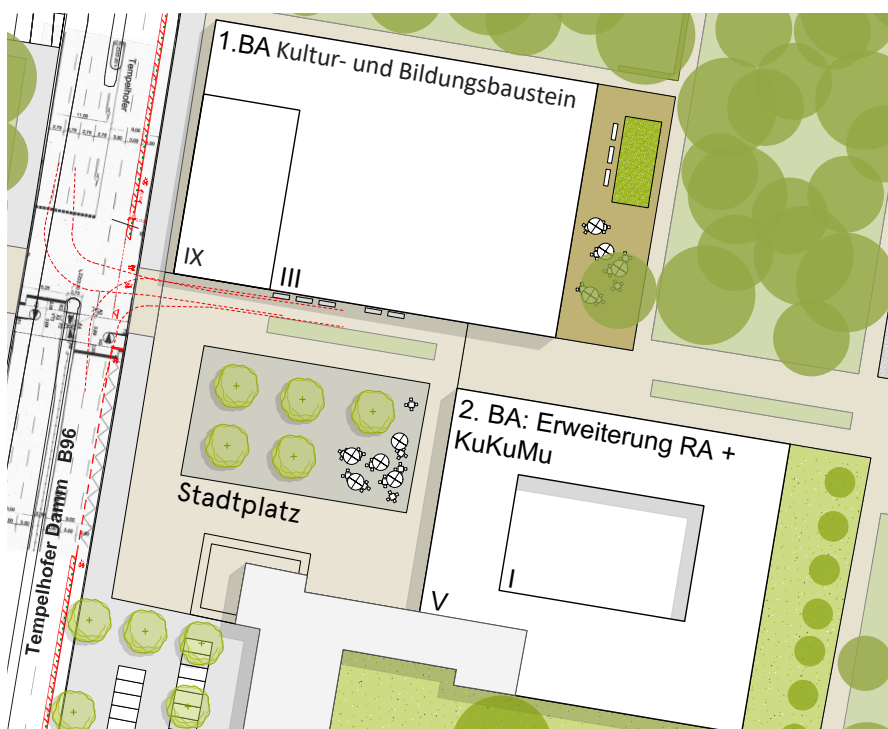 1.BA Kultur- und Bildungsbaustein
Tempelhofer
IX
III
2. BA: Erweiterung RA +
KuKuMu
Stadtplatz
I
V
Tempelhofer Damm B96